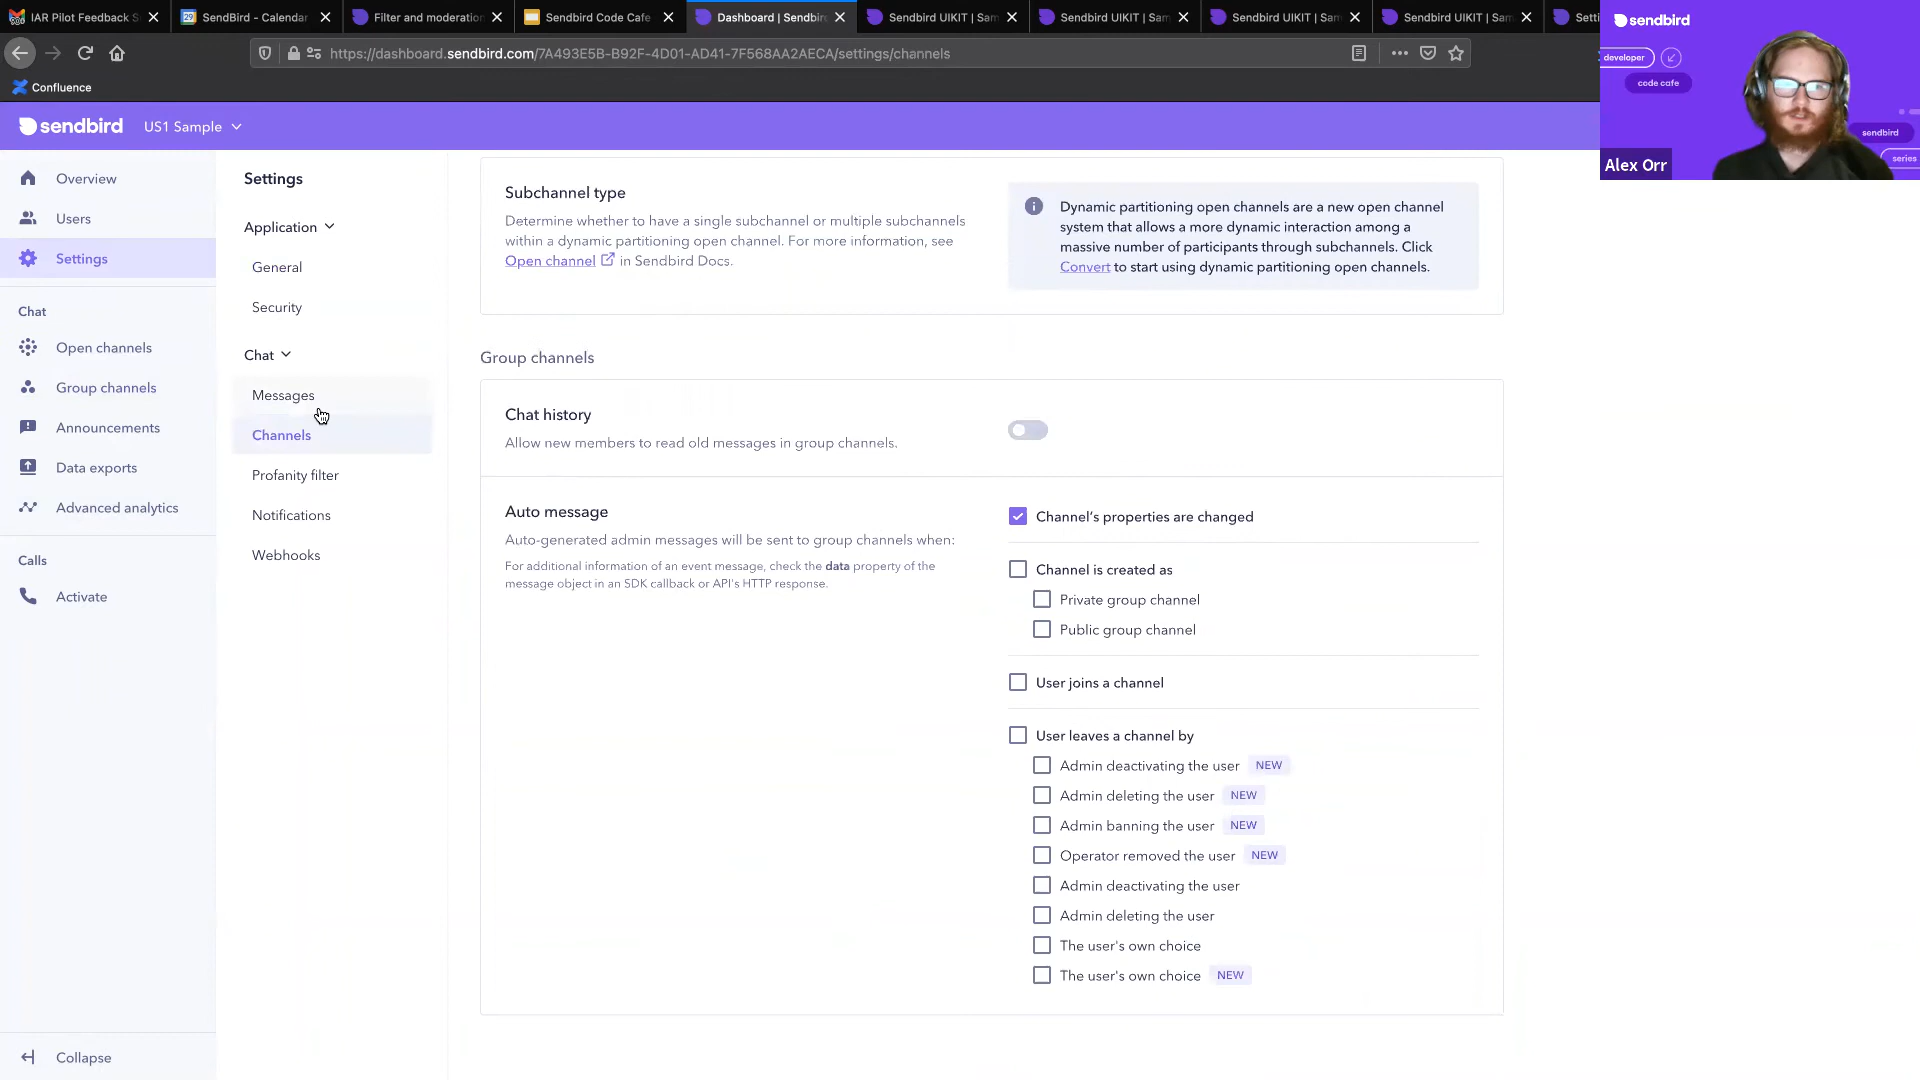 IAR Pilot Feedback S
SendBird - Calendar
Filter and moderation
Sendbird Code Cafe
Dashboard | Sendbir
Sendbird UIKIT | Sam
Sendbird UIKIT | Sam
Sendbird UIKIT | Sam
Sendbird UIKIT | Sam
Setti
https://dashboard.sendbird.com/7A493E5B-B92F-4D01-AD41-7F568AA2AECA/settings/channels
Confluence
sendbird
developer
code cafe
sendbird
series
Alex Orr
sendbird
US1 Sample
Overview
Users
Settings
Chat
Open channels
Group channels
Announcements
Data exports
Advanced analytics
Calls
Activate
Collapse
Settings
Application
General
Security
Chat
Messages
Channels
Profanity filter
Notifications
Webhooks
Subchannel type
Determine whether to have a single subchannel or multiple subchannels
within a dynamic partitioning open channel. For more information, see
Open channel in Sendbird Docs.
Dynamic partitioning open channels are a new open channel
system that allows a more dynamic interaction among a
massive number of participants through subchannels. Click
Convert to start using dynamic partitioning open channels.
Group channels
Chat history
Allow new members to read old messages in group channels.
Auto message
Auto-generated admin messages will be sent to group channels when:
For additional information of an event message, check the data property of the
message object in an SDK callback or API's HTTP response.
Channel's properties are changed
Channel is created as
Private group channel
Public group channel
User joins a channel
User leaves a channel by
Admin deactivating the user NEW
Admin deleting the user NEW
Admin banning the user NEW
Operator removed the user NEW
Admin deactivating the user
Admin deleting the user
The user's own choice
The user's own choice NEW